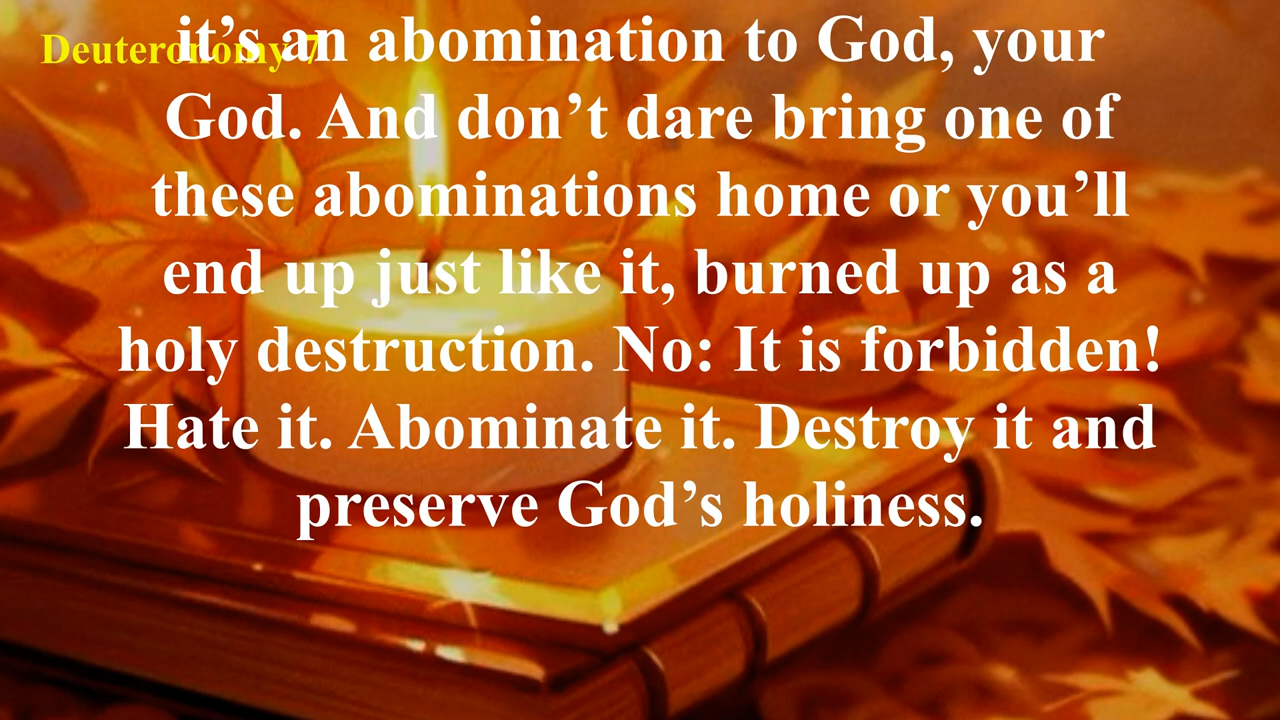 Deuteronomy 7
it’s an abomination to God, your
God. And don’t dare bring one of
these abominations home or you’ll
end up just like it, burned up as a
holy destruction. No: It is forbidden!
Hate it. Abominate it. Destroy it and
preserve God’s holiness.